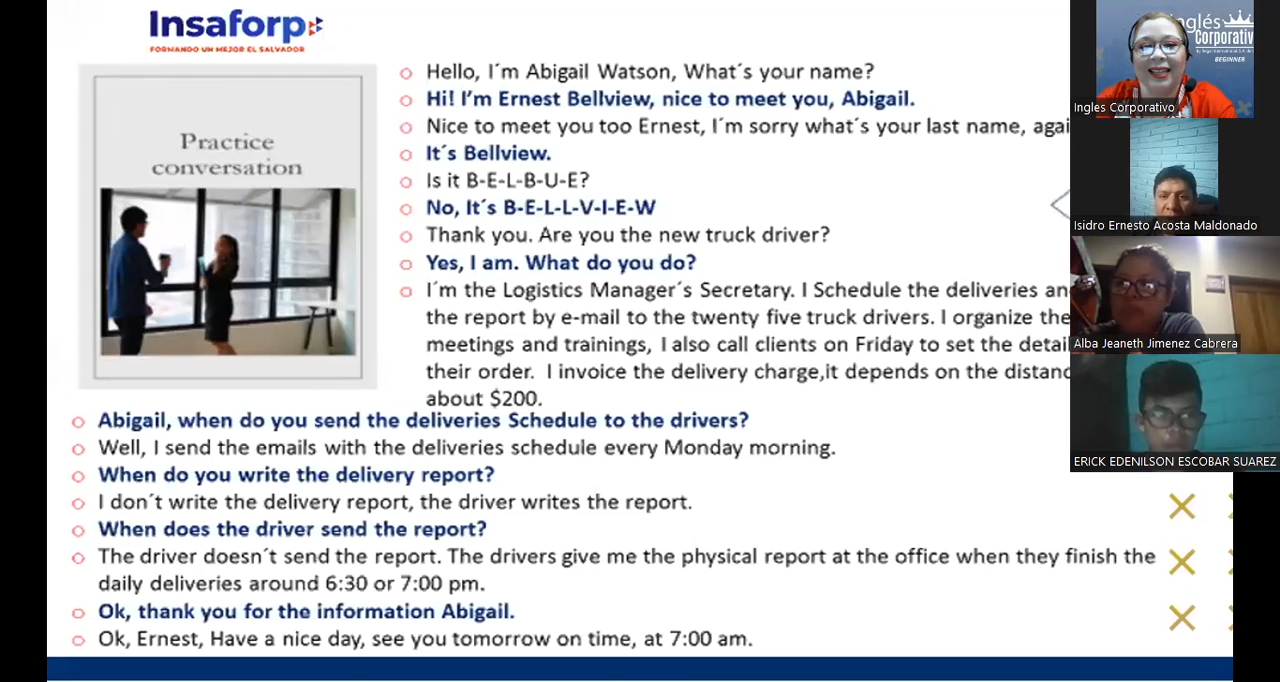 Insaforp
FORMANDO UN MEJOR EL SALVADOR
Practice
conversation
Hello, I´m Abigail Watson, What´s your name?
Hi! I’m Ernest Bellview, nice to meet you, Abigail.
Nice to meet you too Ernest, I´m sorry what´s your last name, agai
It´s Bellview.
Is it B-E-L-B-U-E?
No, It´s B-E-L-L-V-I-E-W
Thank you. Are you the new truck driver?
Yes, I am. What do you do?
I´m the Logistics Manager´s Secretary. I Schedule the deliveries an
the report by e-mail to the twenty five truck drivers. I organize the
meetings and trainings, I also call clients on Friday to set the detai
their order. I invoice the delivery charge,it depends on the distanc
about $200.
Abigail, when do you send the deliveries Schedule to the drivers?
Well, I send the emails with the deliveries schedule every Monday morning.
When do you write the delivery report?
I don´t write the delivery report, the driver writes the report.
When does the driver send the report?
The driver doesn´t send the report. The drivers give me the physical report at the office when they finish the
daily deliveries around 6:30 or 7:00 pm.
Ok, thank you for the information Abigail.
Ok, Ernest, Have a nice day, see you tomorrow on time, at 7:00 am.
inglés
Corporativ
BEGINNER
Ingles Corporativo
Isidro Ernesto Acosta Maldonado
Alba Jeaneth Jimenez Cabrera
ERICK EDENILSON ESCOBAR SUAREZ